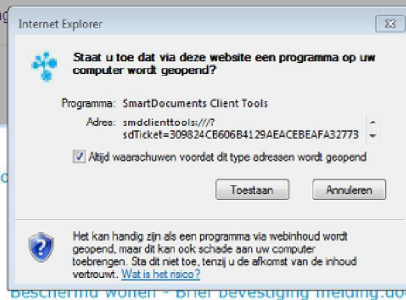 Internet Explorer
Staat u toe dat via deze website een programma op uw
computer wordt geopend?
Programma: SmartDocuments Client Tools
Adres: smdclienttools:///?
sdTicket=309824CB606B4129AEACEBEAFA32773
Altijd waarschuwen voordat dit type adressen wordt geopend
Toestaan
Annuleren
Het kan handig zijn als een programma via webinhoud wordt
geopend, maar dit kan ook schade aan uw computer
toebrengen. Sta dit niet toe, tenzij u de afkomst van de inhoud
vertrouwt. Wat is het risico?
Beschermd wonen - Brief bevestiging melding.do